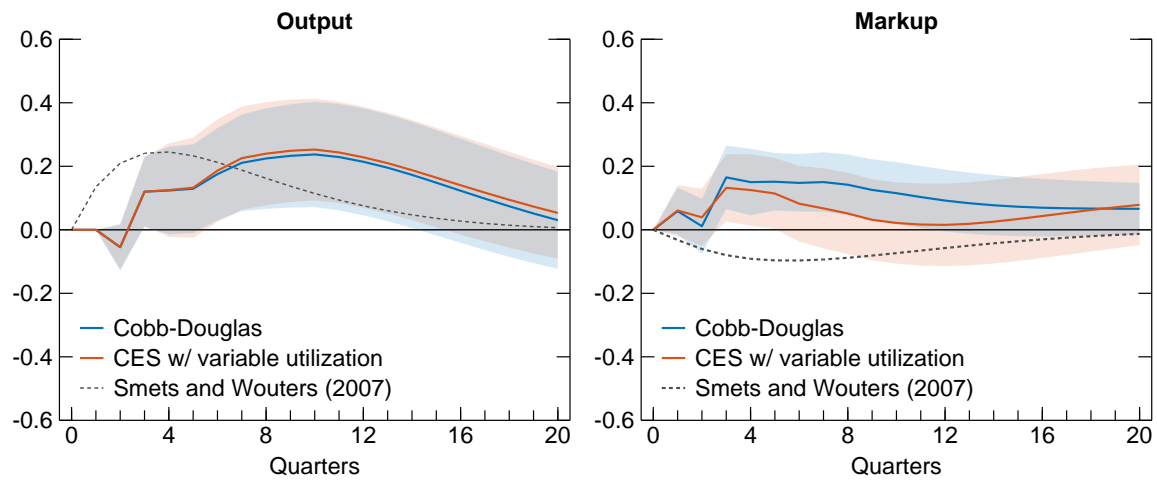 Output
0.6
0.4
0.2
0.0
-0.2
-0.4
-0.6
Cobb-Douglas
CES w/ variable utilization
Smets and Wouters (2007)
0 4 8 12 16 20
Quarters
Markup
0.6
0.4
0.2
0.0
-0.2
-0.4
-0.6
Cobb-Douglas
CES w/ variable utilization
Smets and Wouters (2007)
0 4 8 12 16 20
Quarters